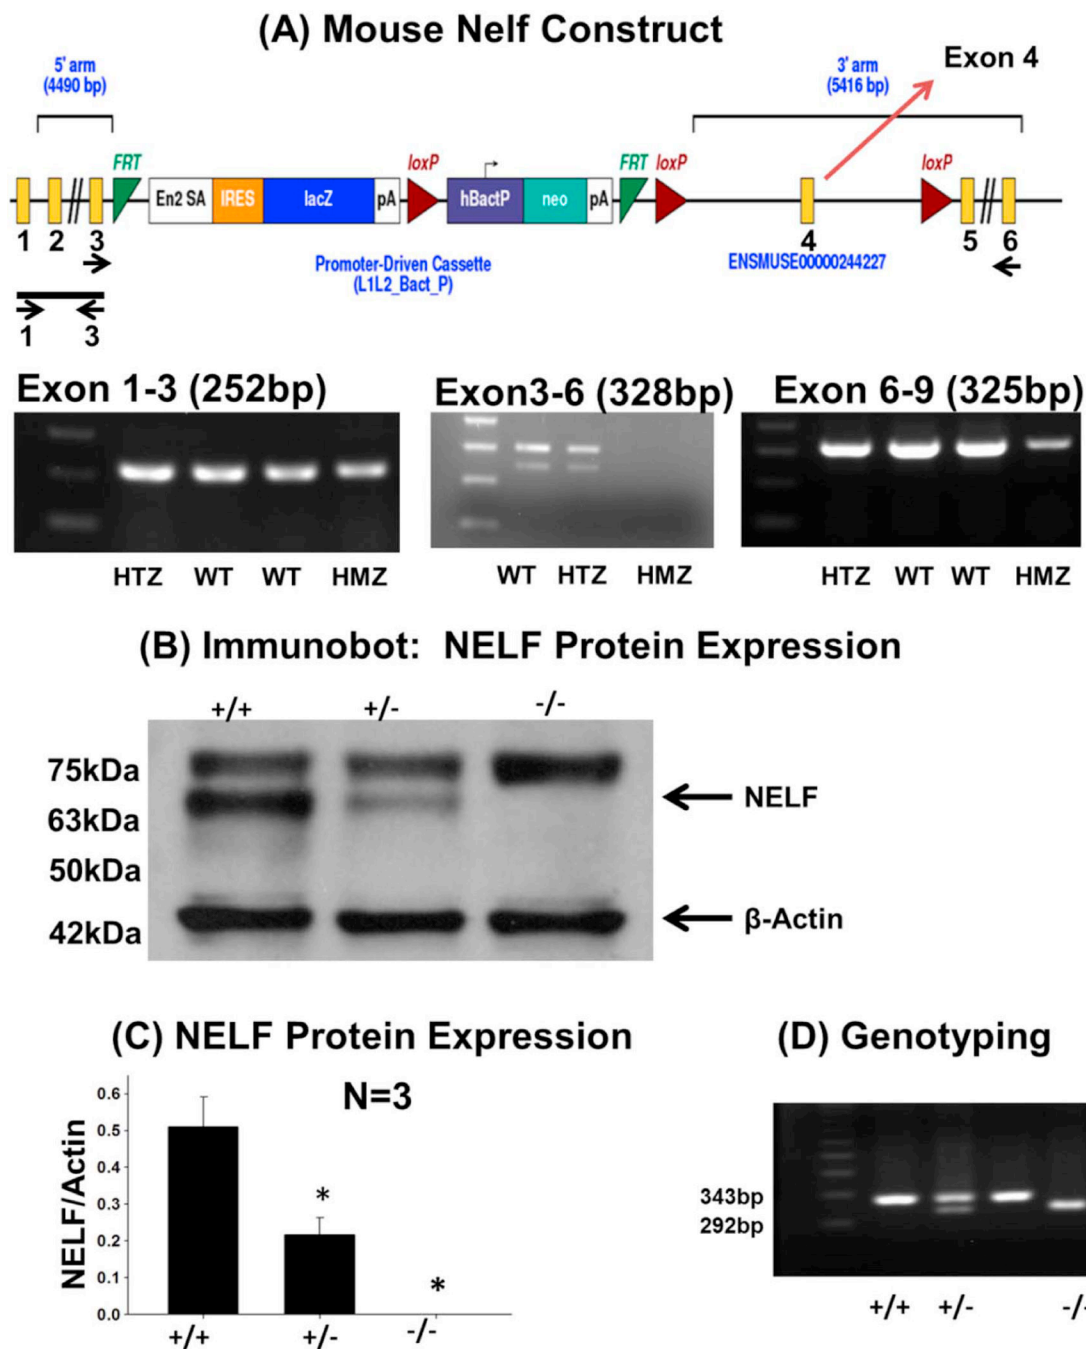 (A) Mouse Nelf Construct
5' arm
(4490 bp)
3' arm
(5416 bp)
Exon 4
FRT
loxP
FRT
loxP
loxP
En2 SA IRES lacZ pA hBactP neo pA
1 2 3 4 5 6
Promoter-Driven Cassette
(L1L2_Bact_P)
ENSMUSE00000244227
1 3
Exon 1-3 (252bp)
Exon3-6 (328bp)
Exon 6-9 (325bp)
HTZ WT WT HMZ
WT HTZ HMZ
HTZ WT WT HMZ
(B) Immunobot: NELF Protein Expression
+/+ +/- -/-
75kDa
63kDa
50kDa
42kDa
NELF
β-Actin
(C) NELF Protein Expression
N=3
NELF/Actin
0.6
0.5
0.4
0.3
0.2
0.1
0.0
*
*
+/+ +/- -/-
(D) Genotyping
343bp
292bp
+/+ +/- -/-